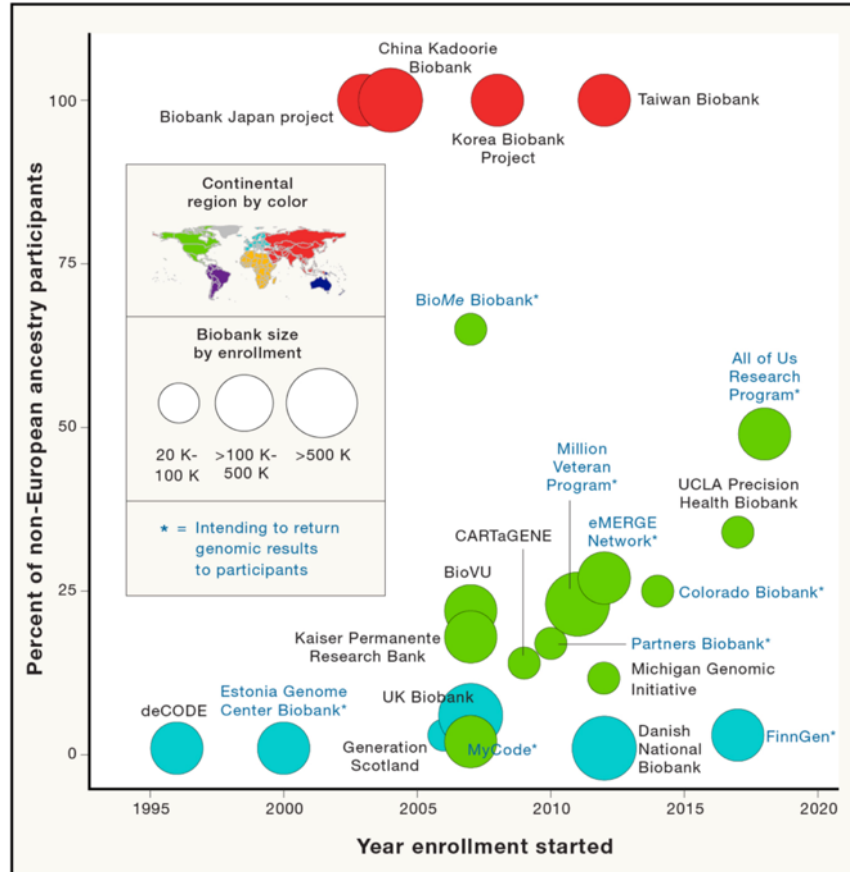 China Kadoorie
Biobank
100
Biobank Japan project
Taiwan Biobank
Korea Biobank
Project
Continental
region by color
75
BioMe Biobank*
Biobank size
by enrollment
20 K-
100 K
>100 K-
500 K
>500 K
All of Us
Research
Program*
50
Million
Veteran
Program*
UCLA Precision
Health Biobank
* = Intending to return
genomic results
to participants
CARTaGENE
eMERGE
Network*
BioVU
25
Colorado Biobank*
Kaiser Permanente
Research Bank
Partners Biobank*
Michigan Genomic
Initiative
Estonia Genome
Center Biobank*
deCODE
UK Biobank
0
Generation
Scotland
MyCode*
Danish
National
Biobank
FinnGen*
1995
2000
2005
2010
2015
2020
Year enrollment started
Percent of non-European ancestry participants